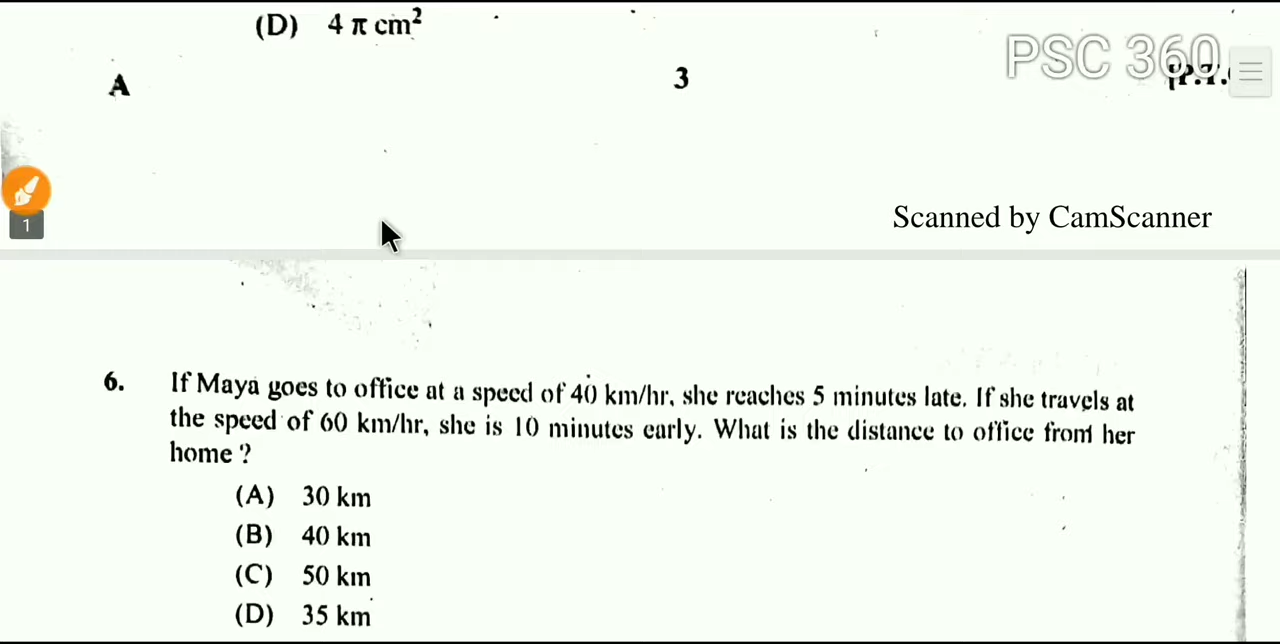 (D) 4 π cm²
PSC 360
A 3 [P.T.
1
Scanned by CamScanner
6. If Maya goes to office at a speed of 40 km/hr, she reaches 5 minutes late. If she travels at
the speed of 60 km/hr, she is 10 minutes early. What is the distance to office from her
home ?
(A) 30 km
(B) 40 km
(C) 50 km
(D) 35 km